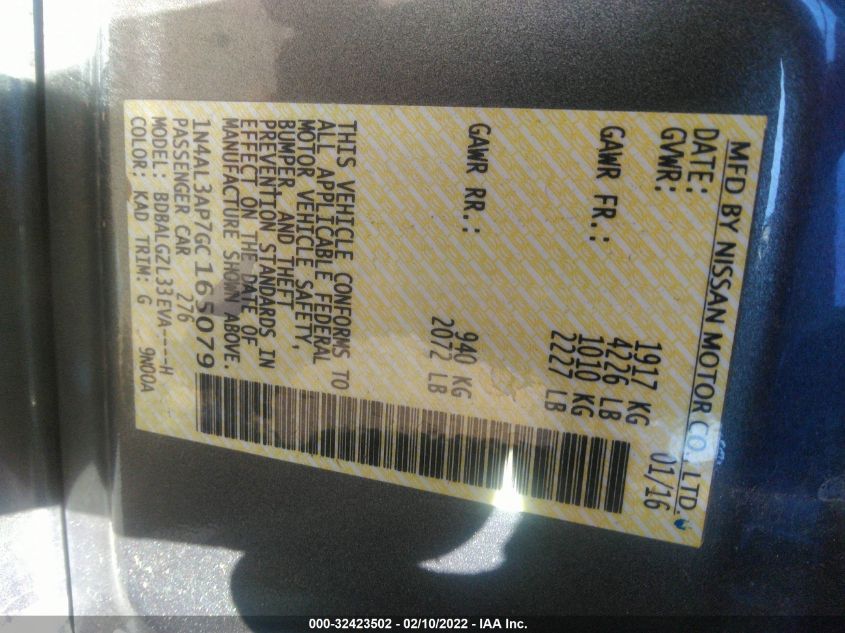 MFD BY NISSAN MOTOR CO., LTD.
DATE: 01/16
GVWR: 1917 KG
4226 LB
GAWR FR.: 1010 KG
2227 LB
GAWR RR.: 940 KG
2072 LB
THIS VEHICLE CONFORMS TO
ALL APPLICABLE FEDERAL
MOTOR VEHICLE SAFETY,
BUMPER AND THEFT
PREVENTION STANDARDS IN
EFFECT ON THE DATE OF
MANUFACTURE SHOWN ABOVE.
1N4AL3AP7GC165079
PASSENGER CAR 276
MODEL: BDBALGZL33EVA----H
COLOR: KAD TRIM: G 9N00A
000-32423502 - 02/10/2022 - IAA Inc.